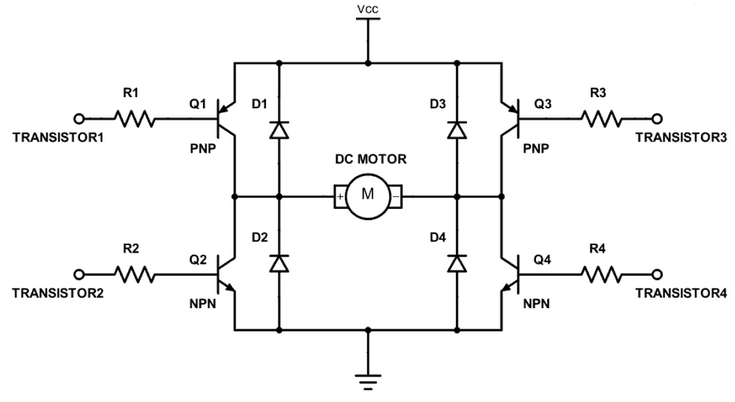 Vcc
R1
Q1
D1
D3
Q3
R3
TRANSISTOR1
PNP
PNP
TRANSISTOR3
DC MOTOR
+ M -
R2
Q2
D2
D4
Q4
R4
TRANSISTOR2
NPN
NPN
TRANSISTOR4